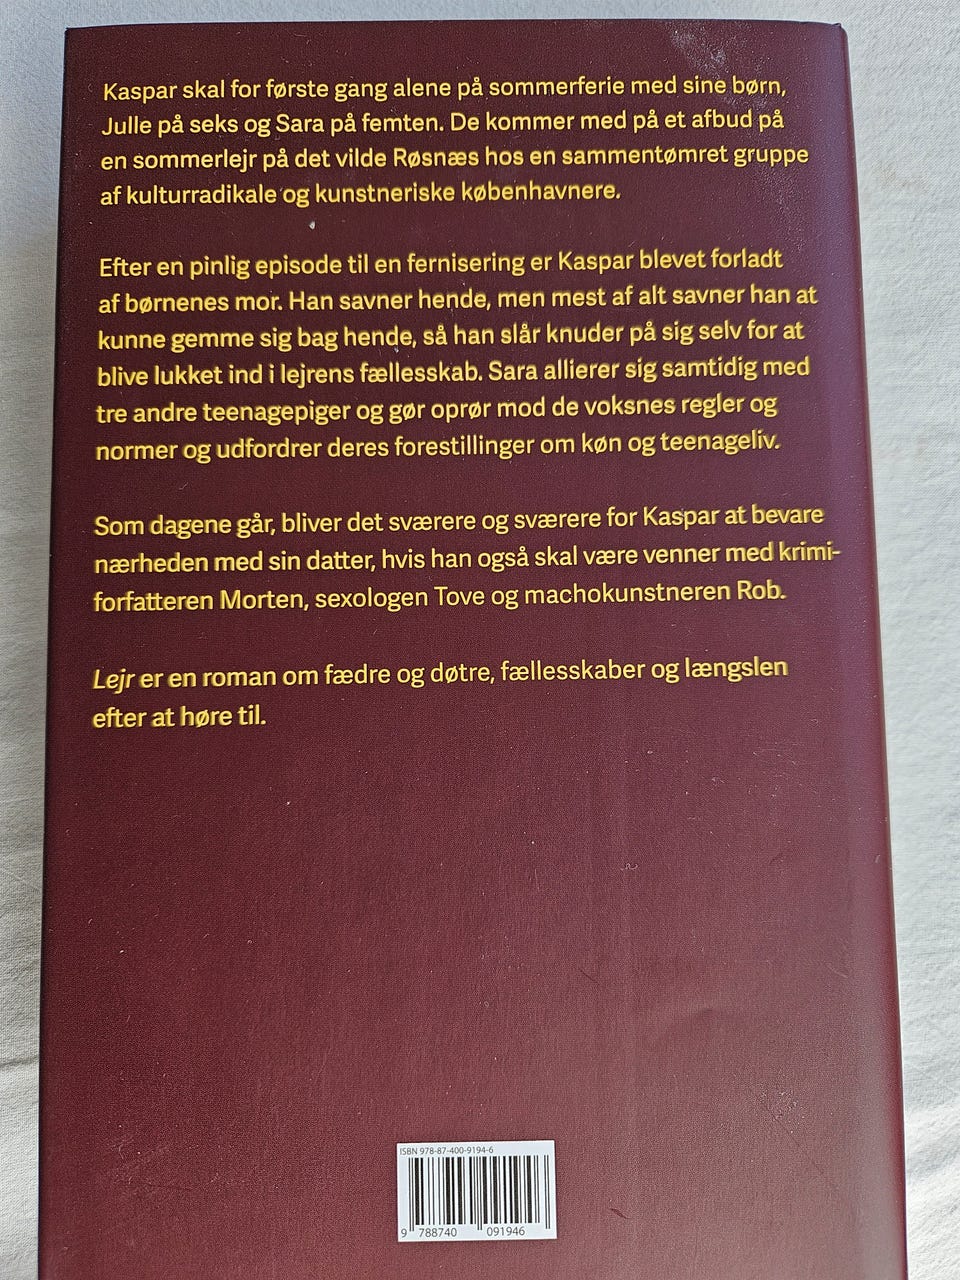 Kaspar skal for første gang alene på sommerferie med sine børn,
Julle på seks og Sara på femten. De kommer med på et afbud på
en sommerlejr på det vilde Røsnæs hos en sammentømret gruppe
af kulturradikale og kunstneriske københavnere.
Efter en pinlig episode til en fernisering er Kaspar blevet forladt
af børnenes mor. Han savner hende, men mest af alt savner han at
kunne gemme sig bag hende, så han slår knuder på sig selv for at
blive lukket ind i lejrens fællesskab. Sara allierer sig samtidig med
tre andre teenagepiger og gør oprør mod de voksnes regler og
normer og udfordrer deres forestillinger om køn og teenageliv.
Som dagene går, bliver det sværere og sværere for Kaspar at bevare
nærheden med sin datter, hvis han også skal være venner med krimi-
forfatteren Morten, sexologen Tove og machokunstneren Rob.
Lejr er en roman om fædre og døtre, fællesskaber og længslen
efter at høre til.
ISBN 978-87-400-9194-6
9 788740 091946